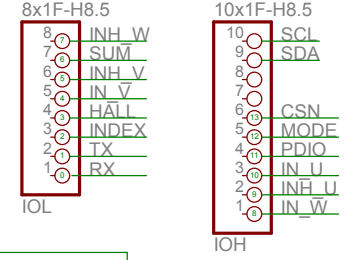 8x1F-H8.5
8 7 INH_W
7 6 SUM
6 5 INH_V
5 4 IN_V
4 3 HALL
3 2 INDEX
2 1 TX
1 0 RX
IOL
10x1F-H8.5
10 SCL
9 SDA
8
7
6 13 CSN
5 12 MODE
4 11 PDIO
3 10 IN_U
2 9 INH_U
1 8 IN_W
IOH